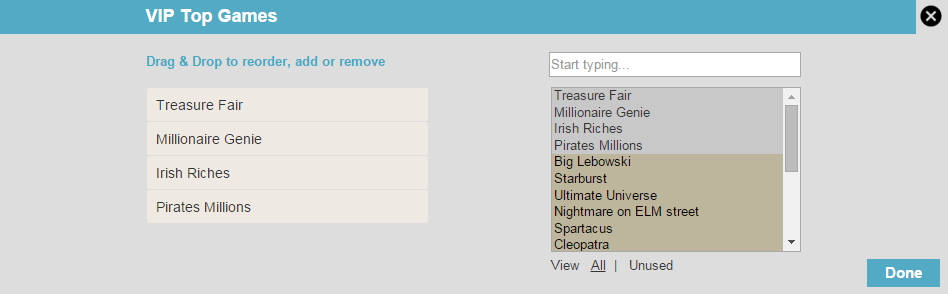 VIP Top Games
Drag & Drop to reorder, add or remove
Treasure Fair
Millionaire Genie
Irish Riches
Pirates Millions
Start typing...
Treasure Fair
Millionaire Genie
Irish Riches
Pirates Millions
Big Lebowski
Starburst
Ultimate Universe
Nightmare on ELM street
Spartacus
Cleopatra
View All | Unused
Done